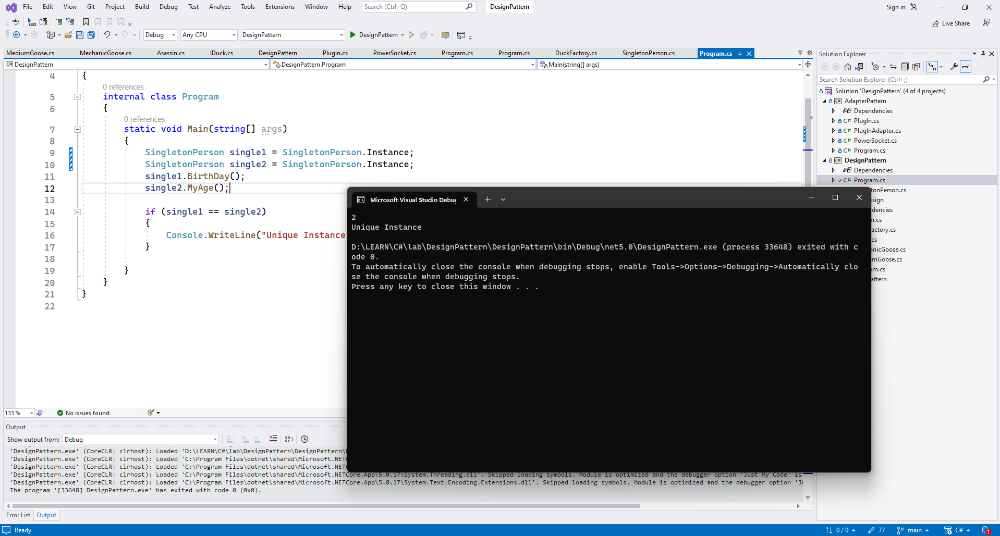 File Edit View Git Project Build Debug Test Analyze Tools Extensions Window Help Search (Ctrl+Q) DesignPattern Sign in
Live Share
Debug Any CPU DesignPattern DesignPattern
MediumGoose.cs MechanicGoose.cs Asassin.cs IDuck.cs DesignPattern PlugIn.cs PowerSocket.cs Program.cs Program.cs DuckFactory.cs SingletonPerson.cs Program.cs
DesignPattern DesignPattern.Program Main(string[] args)
4 {
0 references
5 internal class Program
6 {
0 references
7 static void Main(string[] args)
8 {
9 SingletonPerson single1 = SingletonPerson.Instance;
10 SingletonPerson single2 = SingletonPerson.Instance;
11 single1.BirthDay();
12 single2.MyAge();
13
14 if (single1 == single2)
15 {
16 Console.WriteLine("Unique Instance
17 }
18
19 }
20 }
21 }
22
133 % No issues found
Microsoft Visual Studio Debug
2
Unique Instance
D:\LEARN\C#\lab\DesignPattern\DesignPattern\bin\Debug\net5.0\DesignPattern.exe (process 33648) exited with c
ode 0.
To automatically close the console when debugging stops, enable Tools->Options->Debugging->Automatically clo
se the console when debugging stops.
Press any key to close this window . . .
Solution Explorer
Search Solution Explorer (Ctrl+;)
Solution 'DesignPattern' (4 of 4 projects)
AdapterPattern
Dependencies
C# PlugIn.cs
C# PlugInAdapter.cs
C# PowerSocket.cs
C# Program.cs
DesignPattern
Dependencies
C# Program.cs
tonPerson.cs
esign
dencies
n.cs
actory.cs
cs
anicGoose.cs
mGoose.cs
m.cs
attern
Output
Show output from: Debug
'DesignPattern.exe' (CoreCLR: clrhost): Loaded 'D:\LEARN\C#\lab\DesignPattern\DesignPattern\
'DesignPattern.exe' (CoreCLR: clrhost): Loaded 'C:\Program Files\dotnet\shared\Microsoft.NETC
'DesignPattern.exe' (CoreCLR: clrhost): Loaded 'C:\Program Files\dotnet\shared\Microsoft.NETC
'DesignPattern.exe' (CoreCLR: clrhost): Loaded 'C:\Program Files\dotnet\shared\Microsoft.NETCore.App\5.0.17\System.Threading.dll'. Skipped loading symbols. Module is optimized and the debugger option 'Just My Code' is
'DesignPattern.exe' (CoreCLR: clrhost): Loaded 'C:\Program Files\dotnet\shared\Microsoft.NETCore.App\5.0.17\System.Text.Encoding.Extensions.dll'. Skipped loading symbols. Module is optimized and the debugger option 'J
The program '[33648] DesignPattern.exe' has exited with code 0 (0x0).
Error List Output
Ready 0 / 0 77 main C# 1